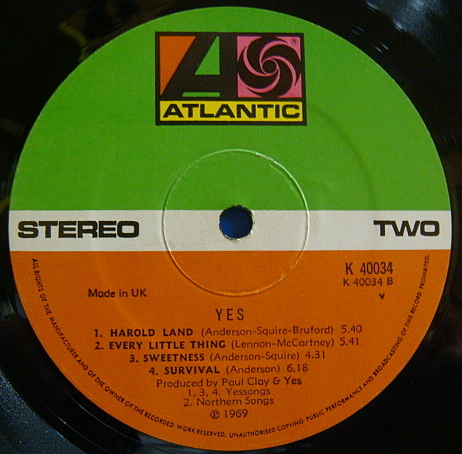 ATLANTIC
®
STEREO
TWO
K 40034
K 40034 B
Made in UK
v
YES
1. HAROLD LAND (Anderson-Squire-Bruford) 5.40
2. EVERY LITTLE THING (Lennon-McCartney) 5.41
3. SWEETNESS (Anderson-Squire) 4.31
4. SURVIVAL (Anderson) 6.18
Produced by Paul Clay & Yes
1, 3, 4. Yessongs
2. Northern Songs
℗ 1969
ALL RIGHTS OF THE MANUFACTURER AND OF THE OWNER OF THE RECORDED WORK RESERVED. UNAUTHORISED COPYING PUBLIC PERFORMANCE AND BROADCASTING OF THIS RECORD PROHIBITED.